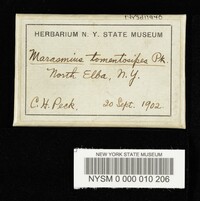 HERBARIUM N. Y. STATE MUSEUM
Marasmius tomentosipes Pk.
North Elba, N.Y.
C. H. Peck. 20 Sept. 1902
NEW YORK STATE MUSEUM
NYSM 0 000 010 206